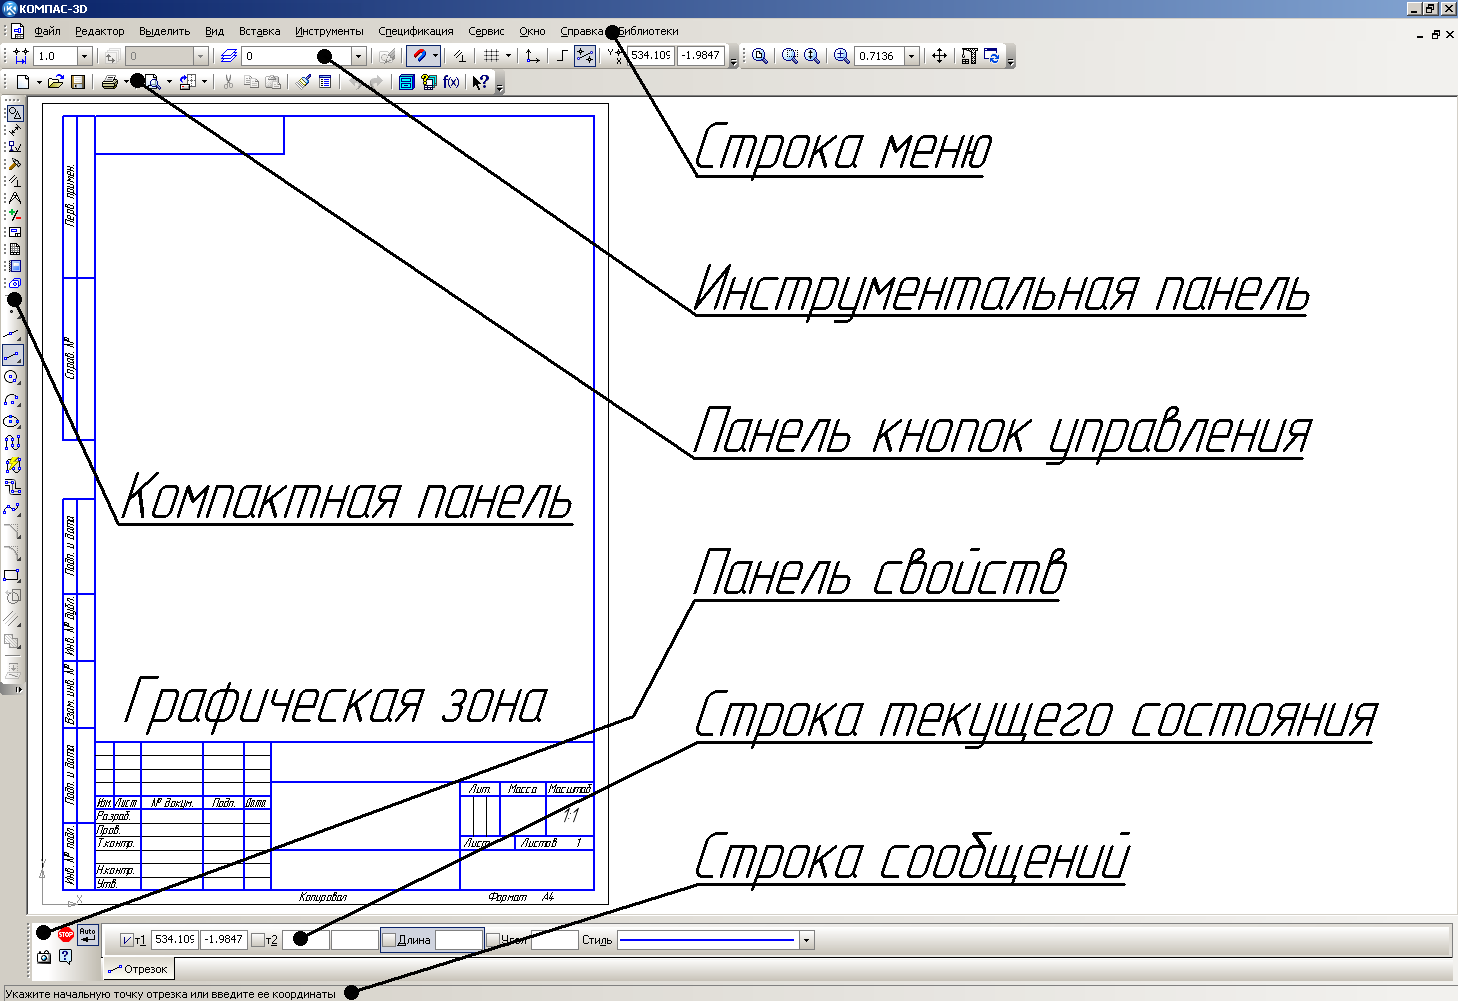 КОМПАС-3D
Файл Редактор Выделить Вид Вставка Инструменты Спецификация Сервис Окно Справка Библиотеки
1.0 0 0 534.109 -1.9847 0.7136
f(x)
Строка меню
Перв. примен.
Инструментальная панель
Справ. №
Панель кнопок управления
Компактная панель
Подп. и дата
Панель свойств
Инв. № дубл.
Взам. инв. №
Графическая зона
Строка текущего состояния
Подп. и дата
Лит. Масса Масштаб
Изм. Лист № докум. Подп. Дата
1:1
Разраб.
Пров.
Т.контр.
Лист Листов 1
Инв. № подл.
Строка сообщений
Н.контр.
Утв.
Копировал Формат A4
Y
X
STOP Auto
т1 534.109 -1.9847 т2 Длина Угол Стиль
Отрезок
Укажите начальную точку отрезка или введите ее координаты